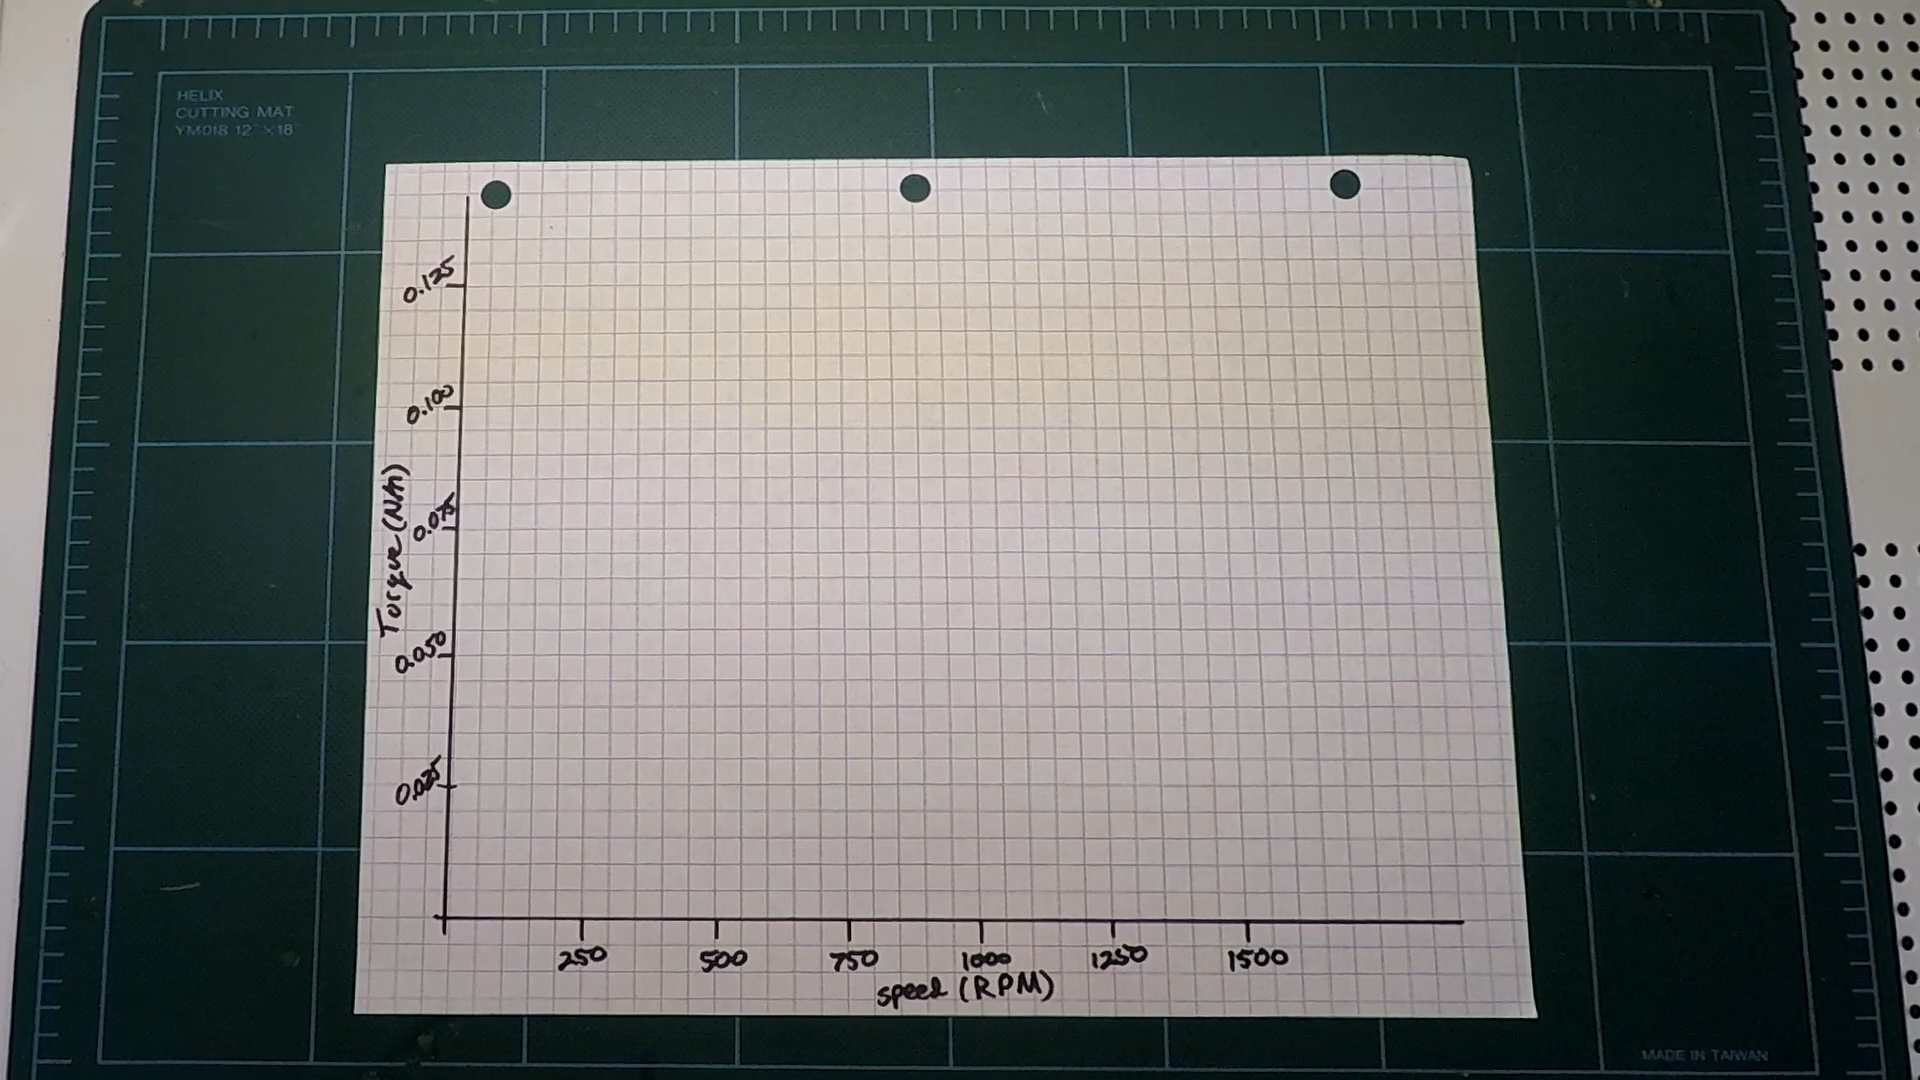 HELIX
CUTTING MAT
YM018 12" × 18"
0.125
0.100
0.075
0.050
0.025
Torque (Nm)
250 500 750 1000 1250 1500
speed (RPM)
MADE IN TAIWAN